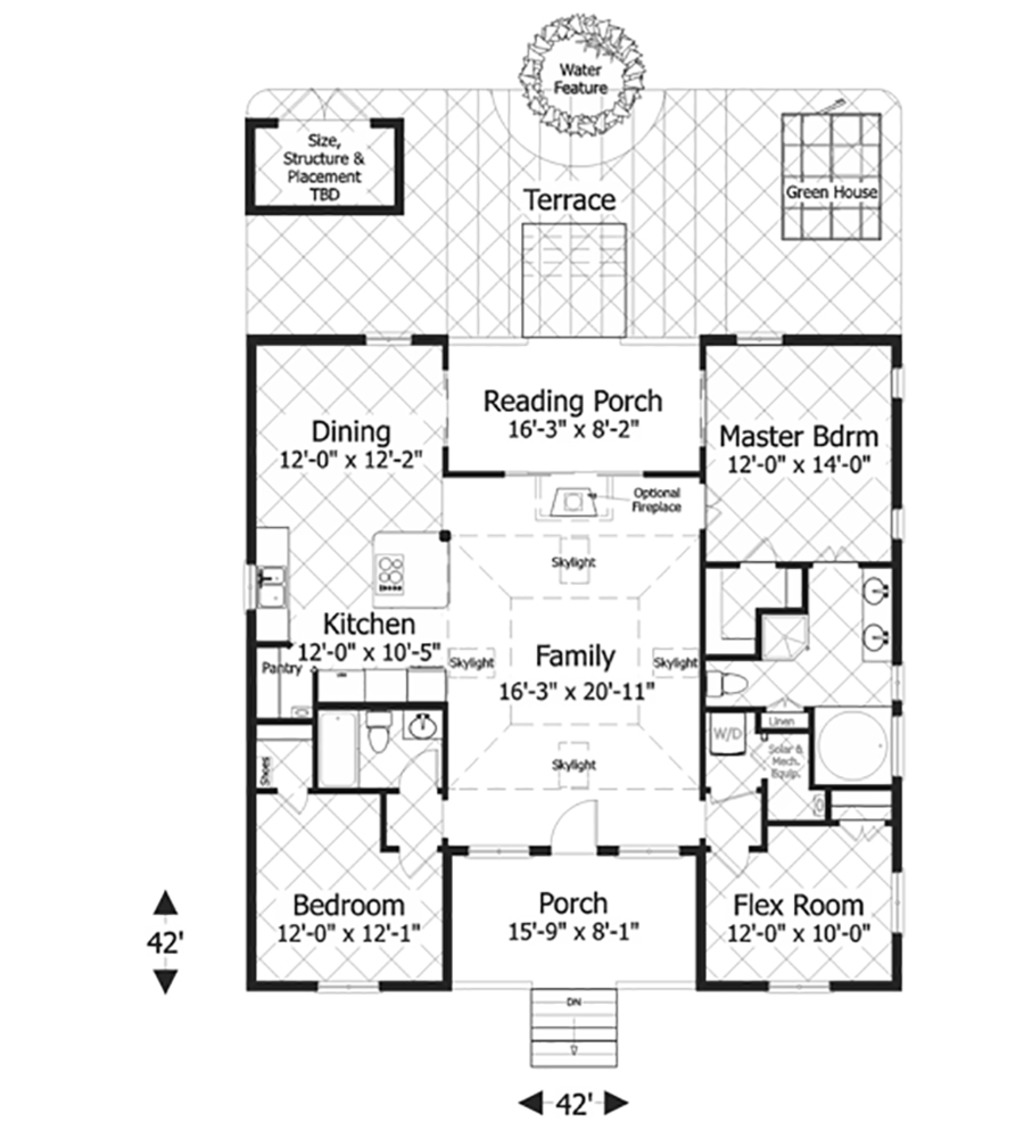 Water
Feature
Size,
Structure &
Placement
TBD
Green House
Terrace
Reading Porch
16'-3" x 8'-2"
Dining
12'-0" x 12'-2"
Master Bdrm
12'-0" x 14'-0"
Optional
Fireplace
Skylight
Kitchen
12'-0" x 10'-5"
Pantry
Skylight
Family
16'-3" x 20'-11"
Skylight
Linen
W/D
Solar &
Mech.
Equip.
Shoes
Skylight
Bedroom
12'-0" x 12'-1"
Porch
15'-9" x 8'-1"
Flex Room
12'-0" x 10'-0"
42'
DN
42'